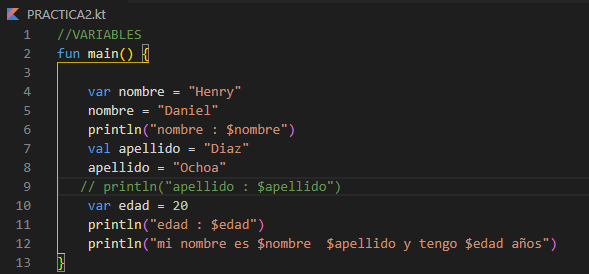 PRACTICA2.kt
1 //VARIABLES
2 fun main() {
3
4     var nombre = "Henry"
5     nombre = "Daniel"
6     println("nombre : $nombre")
7     val apellido = "Diaz"
8     apellido = "Ochoa"
9    // println("apellido : $apellido")
10     var edad = 20
11     println("edad : $edad")
12     println("mi nombre es $nombre  $apellido y tengo $edad años")
13 }